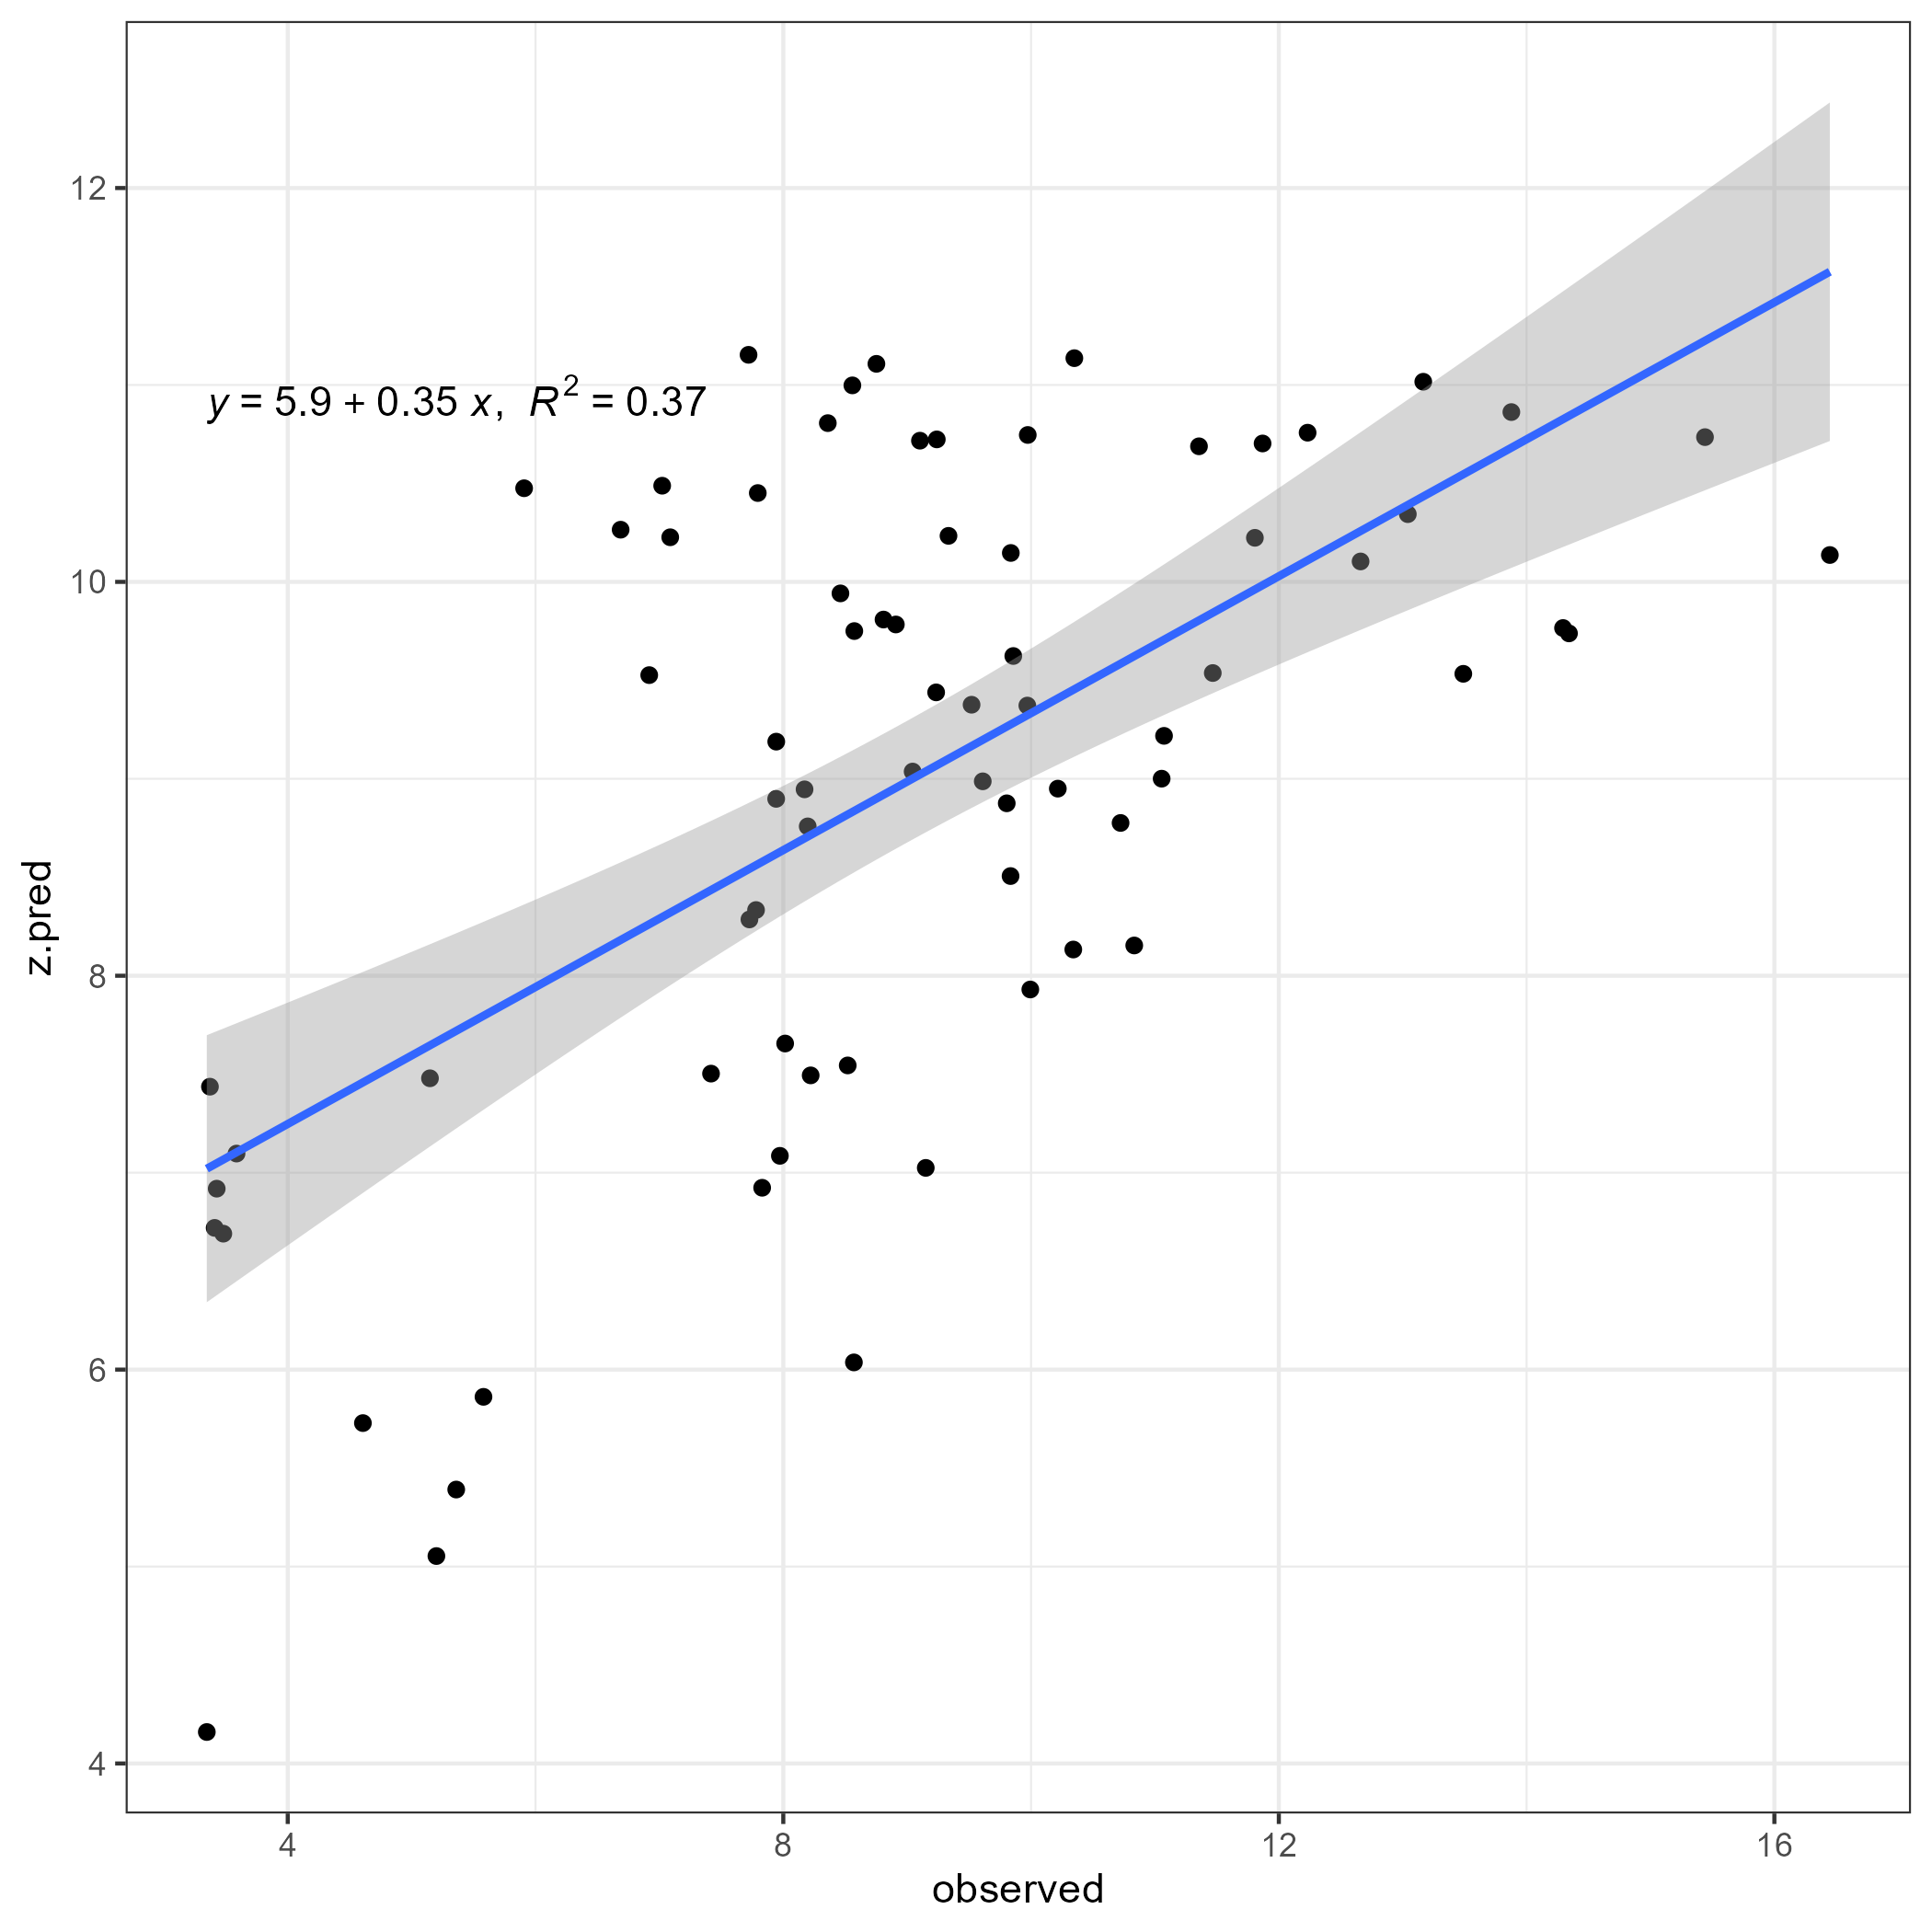 y = 5.9 + 0.35 x, R² = 0.37
z.pred
12
10
8
6
4
4 8 12 16
observed